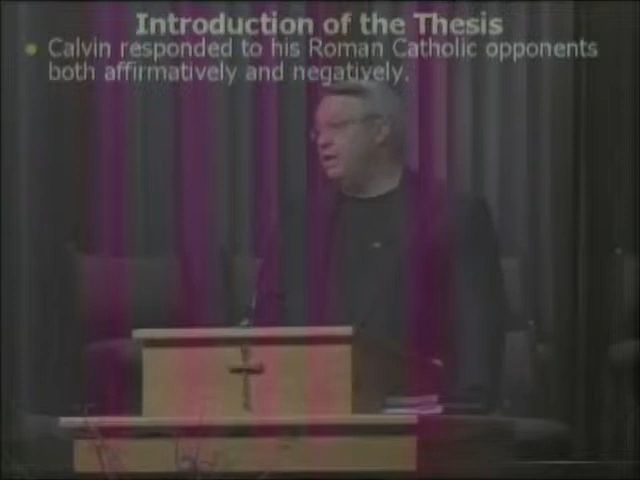 Introduction of the Thesis
Calvin responded to his Roman Catholic opponents
both affirmatively and negatively.